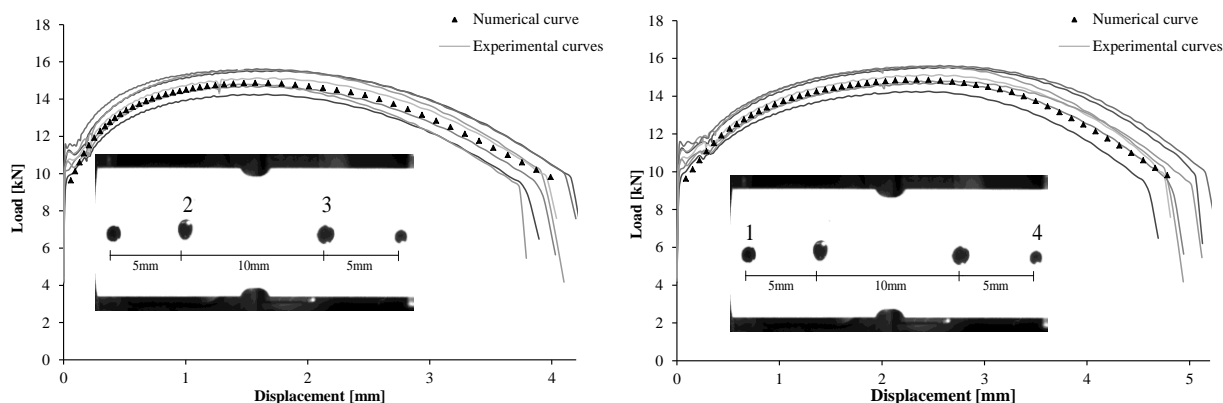 18
16
14
12
10
8
6
4
2
0
Load [kN]
▲ Numerical curve
Experimental curves
2
3
5mm
10mm
5mm
0
1
2
3
4
Displacement [mm]
18
16
14
12
10
8
6
4
2
0
Load [kN]
▲ Numerical curve
Experimental curves
1
4
5mm
10mm
5mm
0
1
2
3
4
5
Displacement [mm]